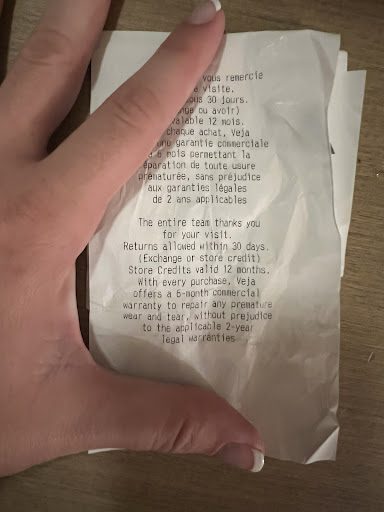 vous remercie
visite.
30 jours.
ou avoir)
valable 12 mois.
chaque achat, Veja
une garantie commerciale
6 mois permettant la
réparation de toute usure
prématurée, sans préjudice
aux garanties légales
de 2 ans applicables
The entire team thanks you
for your visit.
Returns allowed within 30 days.
(Exchange or store credit)
Store Credits valid 12 months.
With every purchase, Veja
offers a 6-month commercial
warranty to repair any premature
wear and tear, without prejudice
to the applicable 2-year
legal warranties